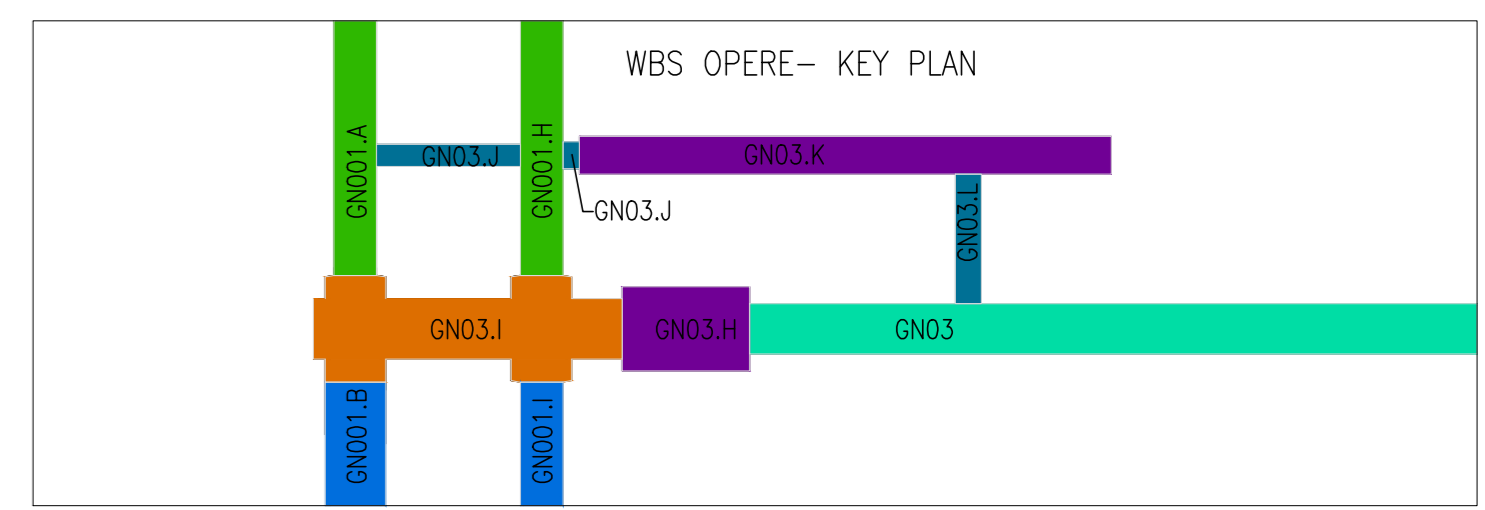 WBS OPERE– KEY PLAN
GN001.A
GN03.J
GN001.H
GN03.K
GN03.J
GN03.L
GN03.I
GN03.H
GN03
GN001.B
GN001.I